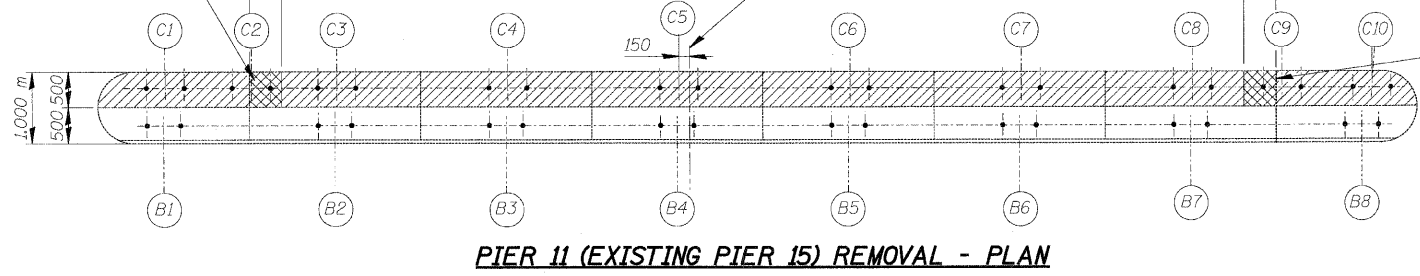 C1 C2 C3 C4 C5 C6 C7 C8 C9 C10
150
1.000 m
500 500
B1 B2 B3 B4 B5 B6 B7 B8
PIER 11 (EXISTING PIER 15) REMOVAL - PLAN